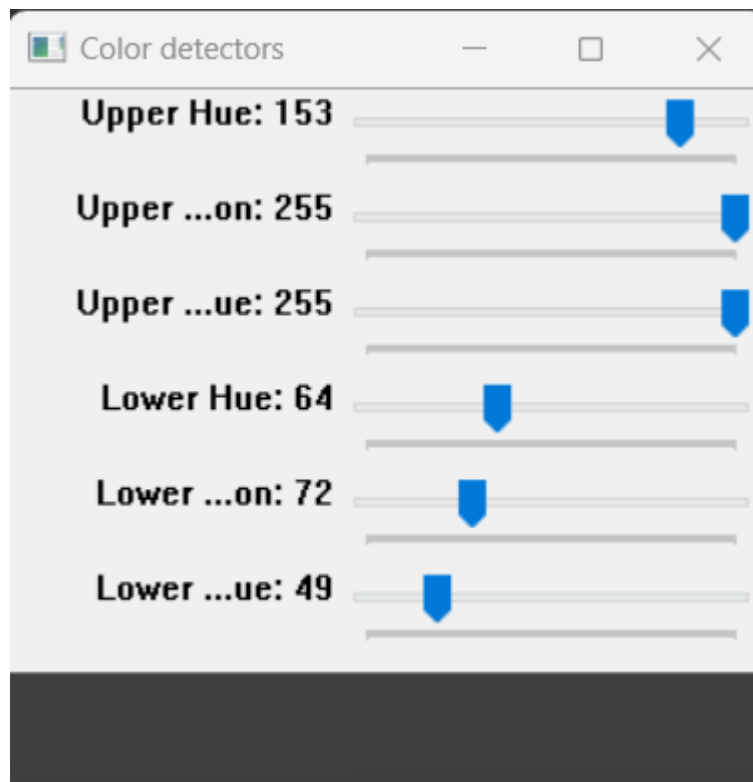 Color detectors
Upper Hue: 153
Upper ...on: 255
Upper ...ue: 255
Lower Hue: 64
Lower ...on: 72
Lower ...ue: 49